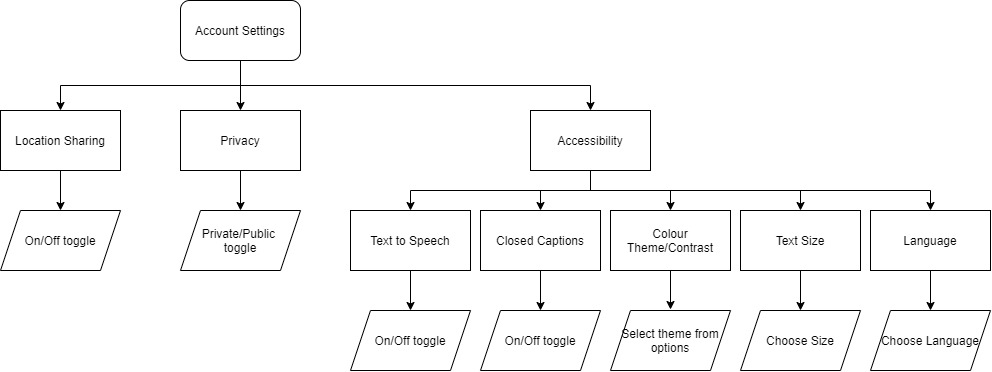 Account Settings
Location Sharing
Privacy
Accessibility
On/Off toggle
Private/Public
toggle
Text to Speech
Closed Captions
Colour
Theme/Contrast
Text Size
Language
On/Off toggle
On/Off toggle
Select theme from
options
Choose Size
Choose Language